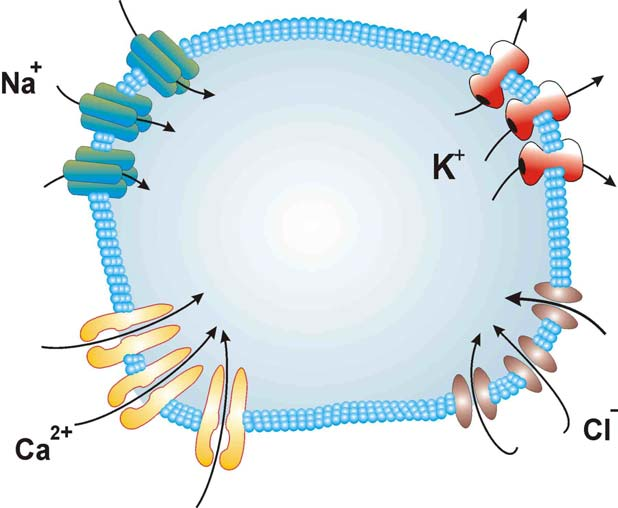 Na+
K+
Ca2+
Cl-